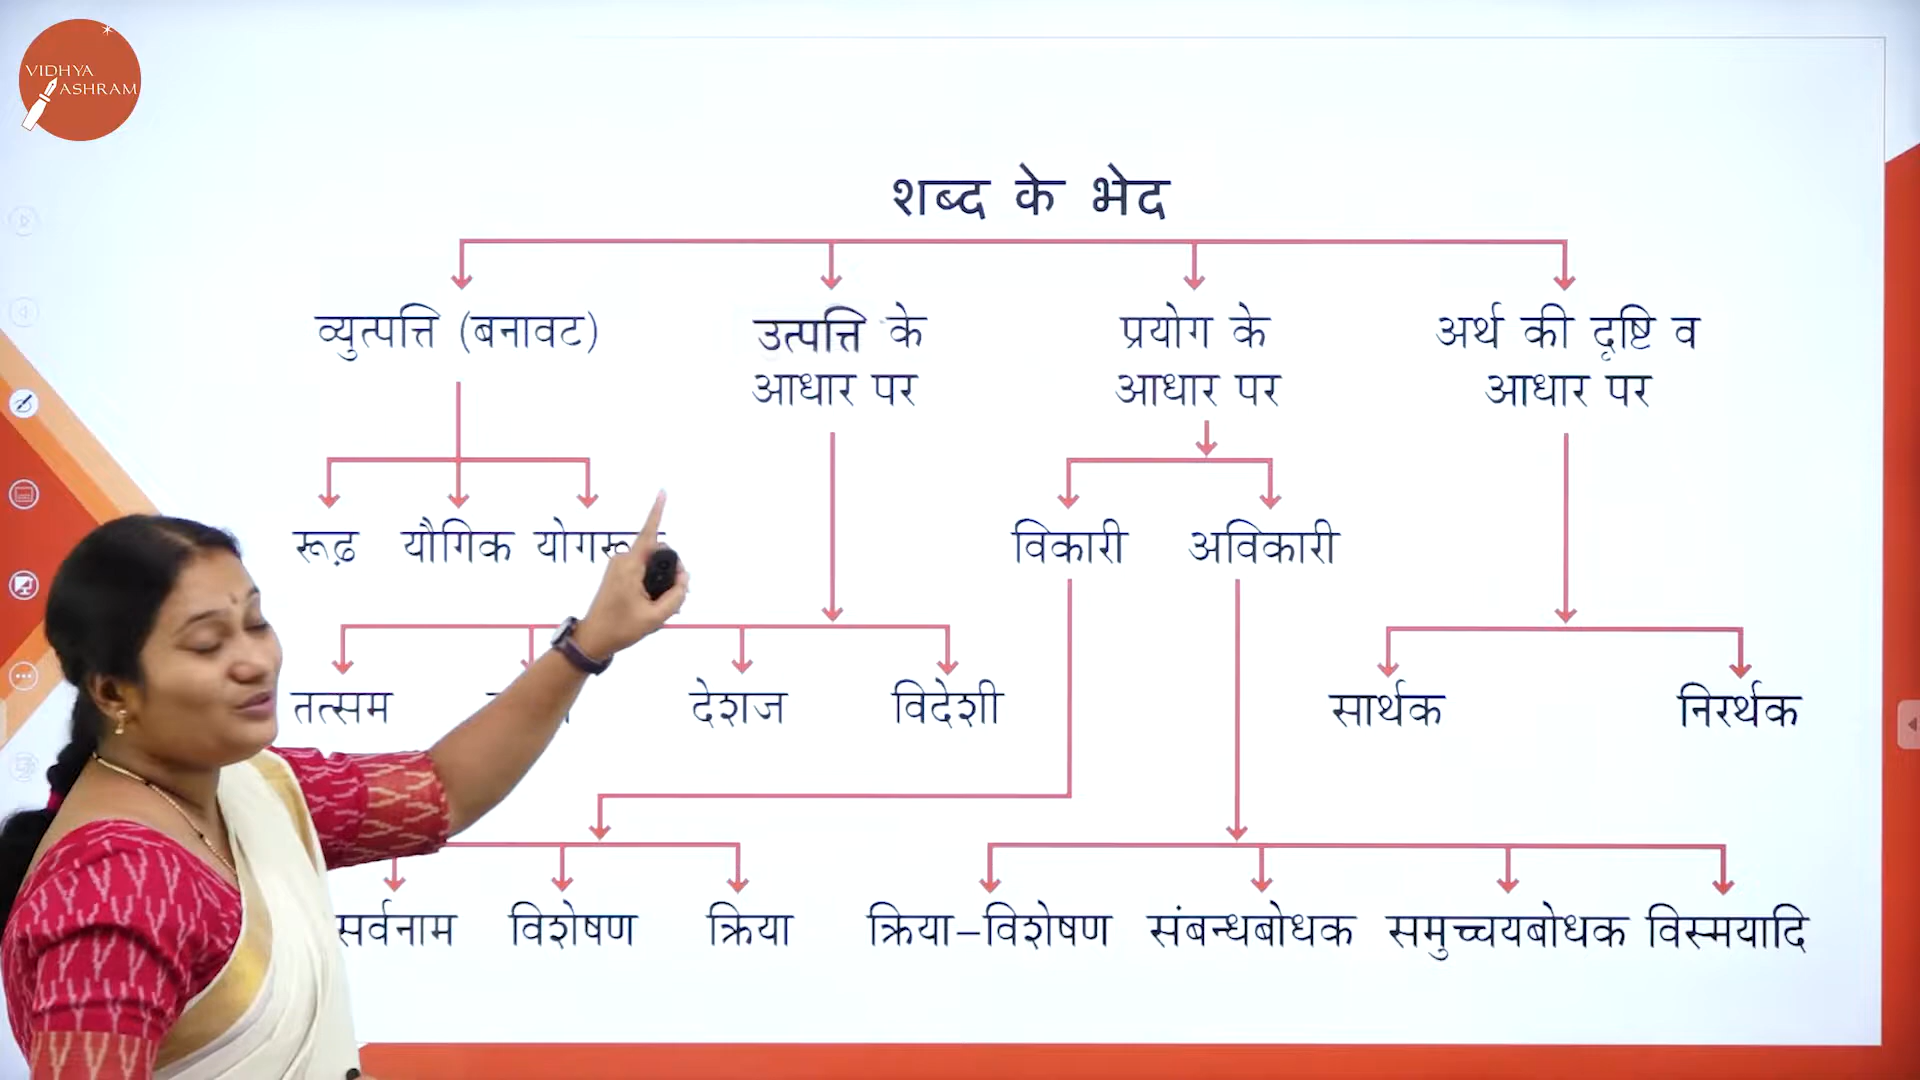 VIDHYA
ASHRAM
शब्द के भेद
व्युत्पत्ति (बनावट)
उत्पत्ति के
आधार पर
प्रयोग के
आधार पर
अर्थ की दृष्टि व
आधार पर
रूढ़ यौगिक
विकारी अविकारी
तत्सम
देशज
विदेशी
सार्थक
निरर्थक
सर्वनाम
विशेषण
क्रिया
क्रिया-विशेषण
संबन्धबोधक
समुच्चयबोधक
विस्मयादि